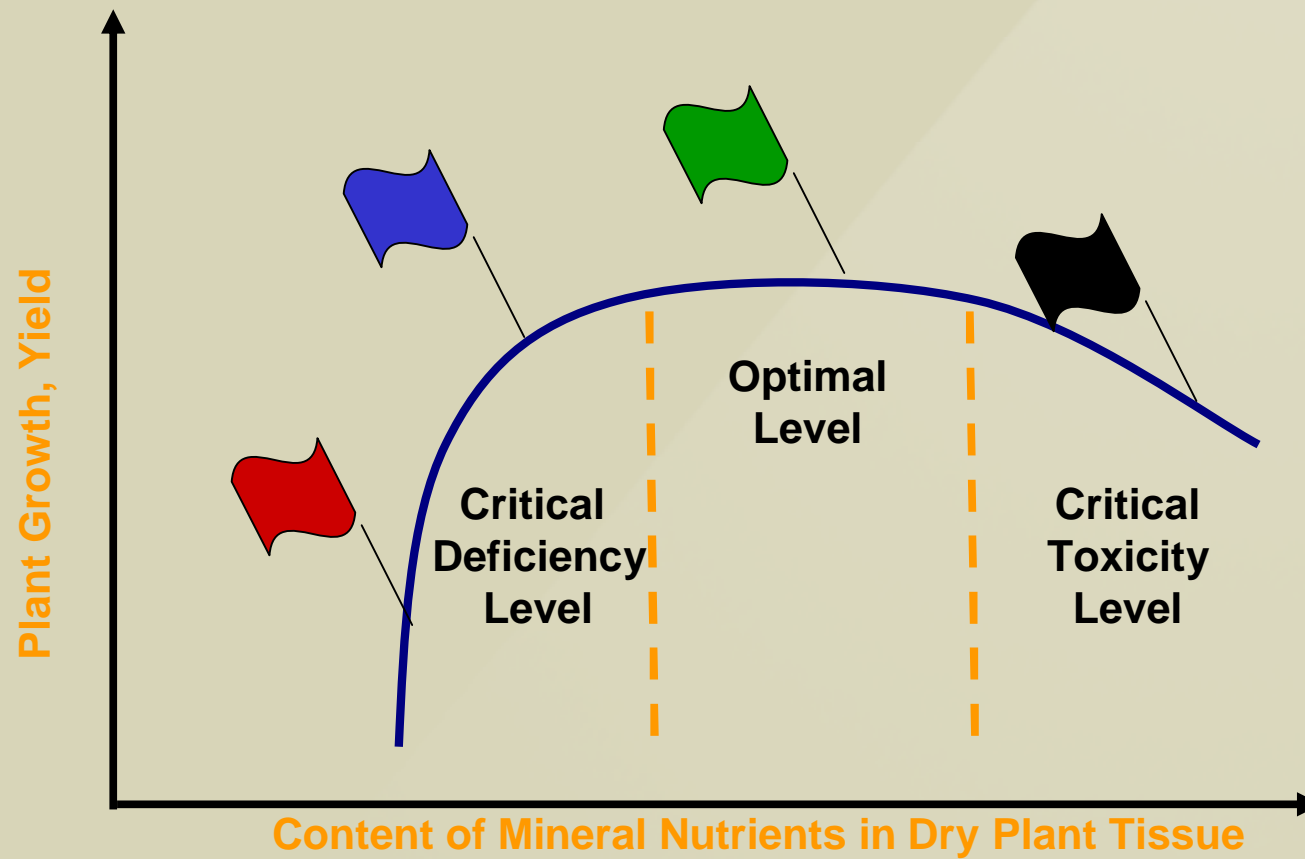 Plant Growth, Yield
Optimal
Level
Critical
Deficiency
Level
Critical
Toxicity
Level
Content of Mineral Nutrients in Dry Plant Tissue